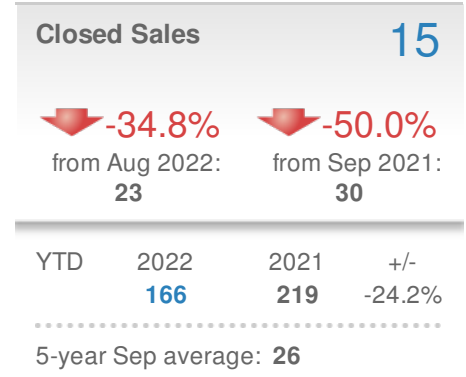 Closed Sales 15
-34.8% -50.0%
from Aug 2022: from Sep 2021:
23 30
YTD 2022 2021 +/-
166 219 -24.2%
5-year Sep average: 26